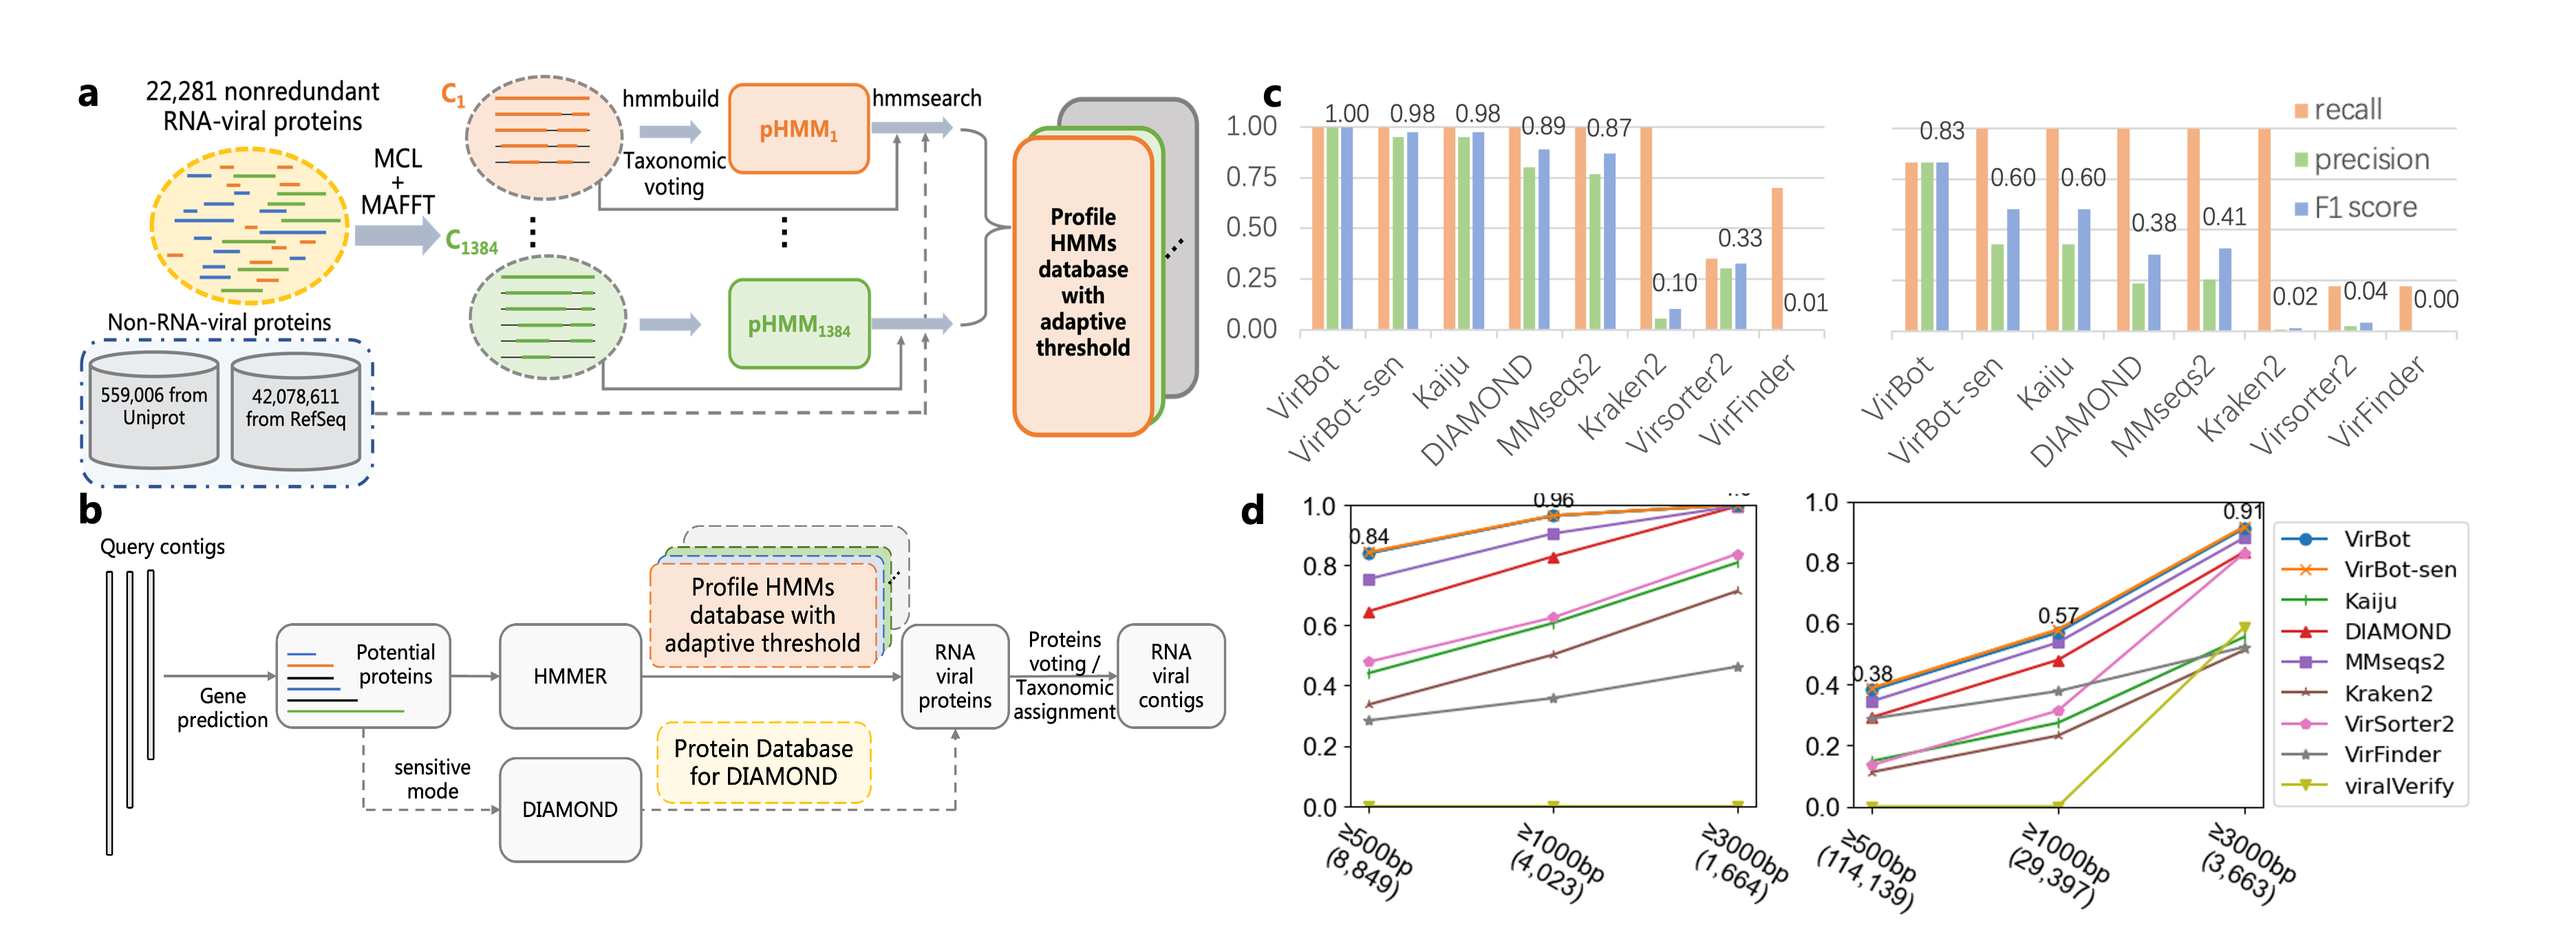 a
22,281 nonredundant
RNA-viral proteins
MCL
+
MAFFT
C1
C1384
hmmbuild
Taxonomic
voting
pHMM1
pHMM1384
hmmsearch
Profile
HMMs
database
with
adaptive
threshold
Non-RNA-viral proteins
559,006 from
Uniprot
42,078,611
from RefSeq
b
Query contigs
Gene
prediction
Potential
proteins
sensitive
mode
HMMER
DIAMOND
Profile HMMs
database with
adaptive threshold
Protein Database
for DIAMOND
RNA
viral
proteins
Proteins
voting /
Taxonomic
assignment
RNA
viral
contigs
c
1.00
0.75
0.50
0.25
0.00
1.00
0.98
0.98
0.89
0.87
0.10
0.33
0.01
VirBot
VirBot-sen
Kaiju
DIAMOND
MMseqs2
Kraken2
Virsorter2
VirFinder
0.83
0.60
0.60
0.38
0.41
0.02
0.04
0.00
VirBot
VirBot-sen
Kaiju
DIAMOND
MMseqs2
Kraken2
Virsorter2
VirFinder
recall
precision
F1 score
d
1.0
0.8
0.6
0.4
0.2
0.0
0.84
0.96
≥500bp
(8,849)
≥1000bp
(4,023)
≥3000bp
(1,664)
1.0
0.8
0.6
0.4
0.2
0.0
0.38
0.57
0.91
≥500bp
(114,139)
≥1000bp
(29,397)
≥3000bp
(3,663)
VirBot
VirBot-sen
Kaiju
DIAMOND
MMseqs2
Kraken2
VirSorter2
VirFinder
viralVerify